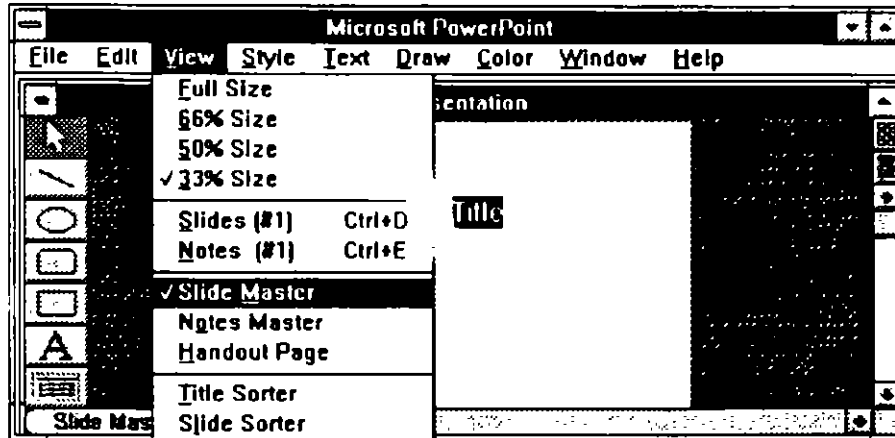 Microsoft PowerPoint
File Edit View Style Text Draw Color Window Help
Full Size
sentation
66% Size
50% Size
✓ 33% Size
Slides (#1) Ctrl+D
Title
Notes (#1) Ctrl+E
✓ Slide Master
Notes Master
A
Handout Page
Title Sorter
Slide Mas
Slide Sorter